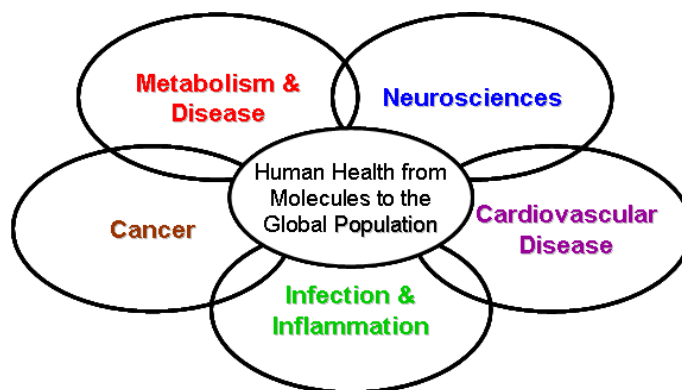 Metabolism &
Disease
Neurosciences
Human Health from
Molecules to the
Global Population
Cancer
Cardiovascular
Disease
Infection &
Inflammation